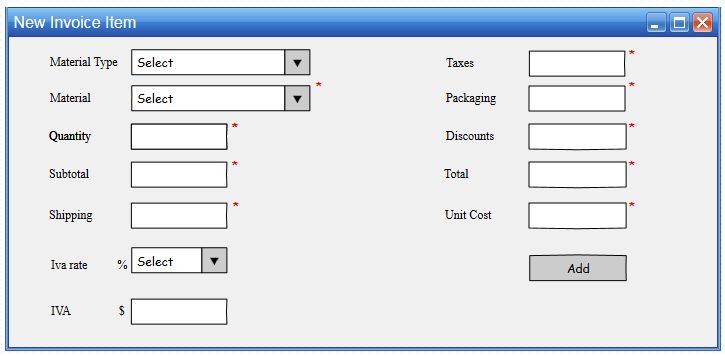 New Invoice Item
Material Type Select
Material Select *
Quantity *
Subtotal *
Shipping *
Iva rate % Select
IVA $
Taxes *
Packaging *
Discounts *
Total *
Unit Cost *
Add